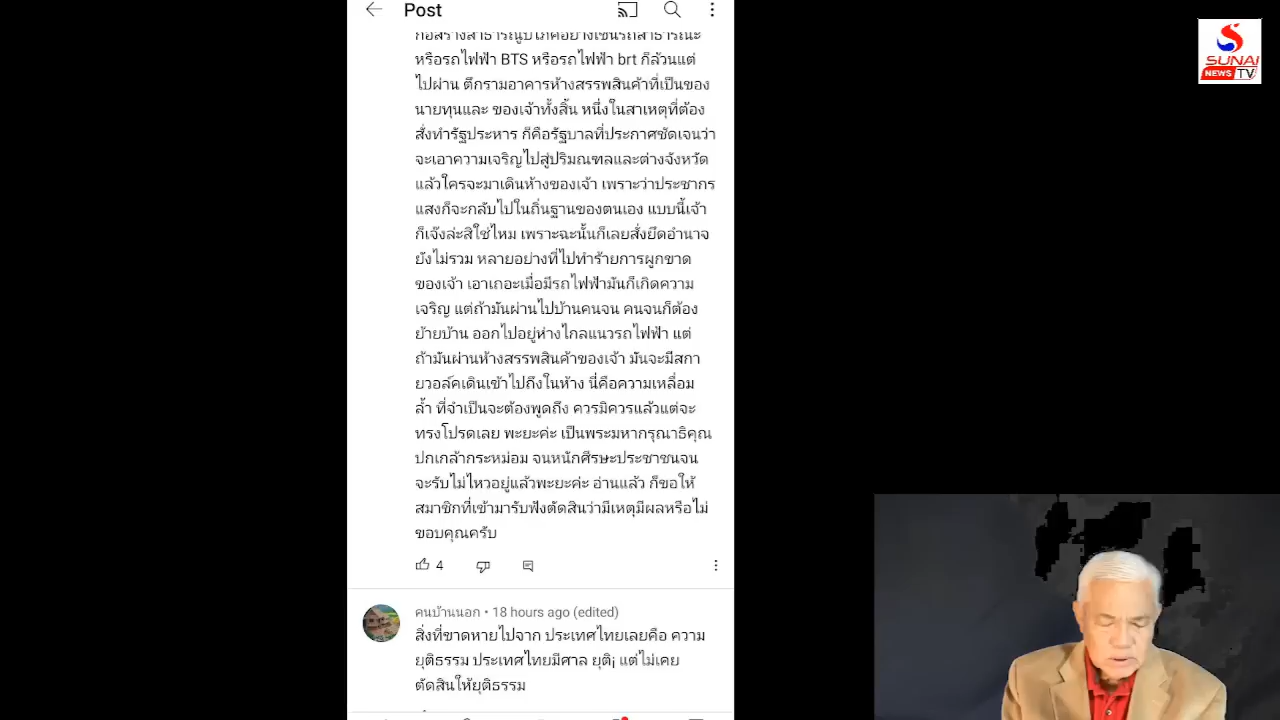 Post
ก่อสร้างสาธารณูปโภคอย่างเช่นรถสาธารณะ
หรือรถไฟฟ้า BTS หรือรถไฟฟ้า brt ก็ล้วนแต่
ไปผ่าน ตึกรามอาคารห้างสรรพสินค้าที่เป็นของ
นายทุนและ ของเจ้าทั้งสิ้น หนึ่งในสาเหตุที่ต้อง
สั่งทำรัฐประหาร ก็คือรัฐบาลที่ประกาศชัดเจนว่า
จะเอาความเจริญไปสู่ปริมณฑลและต่างจังหวัด
แล้วใครจะมาเดินห้างของเจ้า เพราะว่าประชากร
แสงก็จะกลับไปในถิ่นฐานของตนเอง แบบนี้เจ้า
ก็เจ๊งล่ะสิใช่ไหม เพราะฉะนั้นก็เลยสั่งยึดอำนาจ
ยังไม่รวม หลายอย่างที่ไปทำร้ายการผูกขาด
ของเจ้า เอาเถอะเมื่อมีรถไฟฟ้ามันก็เกิดความ
เจริญ แต่ถ้ามันผ่านไปบ้านคนจน คนจนก็ต้อง
ย้ายบ้าน ออกไปอยู่ห่างไกลแนวรถไฟฟ้า แต่
ถ้ามันผ่านห้างสรรพสินค้าของเจ้า มันจะมีสกา
ยวอล์คเดินเข้าไปถึงในห้าง นี่คือความเหลื่อม
ล้ำ ที่จำเป็นจะต้องพูดถึง ควรมิควรแล้วแต่จะ
ทรงโปรดเลย พะยะค่ะ เป็นพระมหากรุณาธิคุณ
ปกเกล้ากระหม่อม จนหนักศีรษะประชาชนจน
จะรับไม่ไหวอยู่แล้วพะยะค่ะ อ่านแล้ว ก็ขอให้
สมาชิกที่เข้ามารับฟังตัดสินว่ามีเหตุมีผลหรือไม่
ขอบคุณครับ
4
คนบ้านนอก • 18 hours ago (edited)
สิ่งที่ขาดหายไปจาก ประเทศไทยเลยคือ ความ
ยุติธรรม ประเทศไทยมีศาล ยุติ¡ แต่ไม่เคย
ตัดสินให้ยุติธรรม
SUNAI
NEWS TV